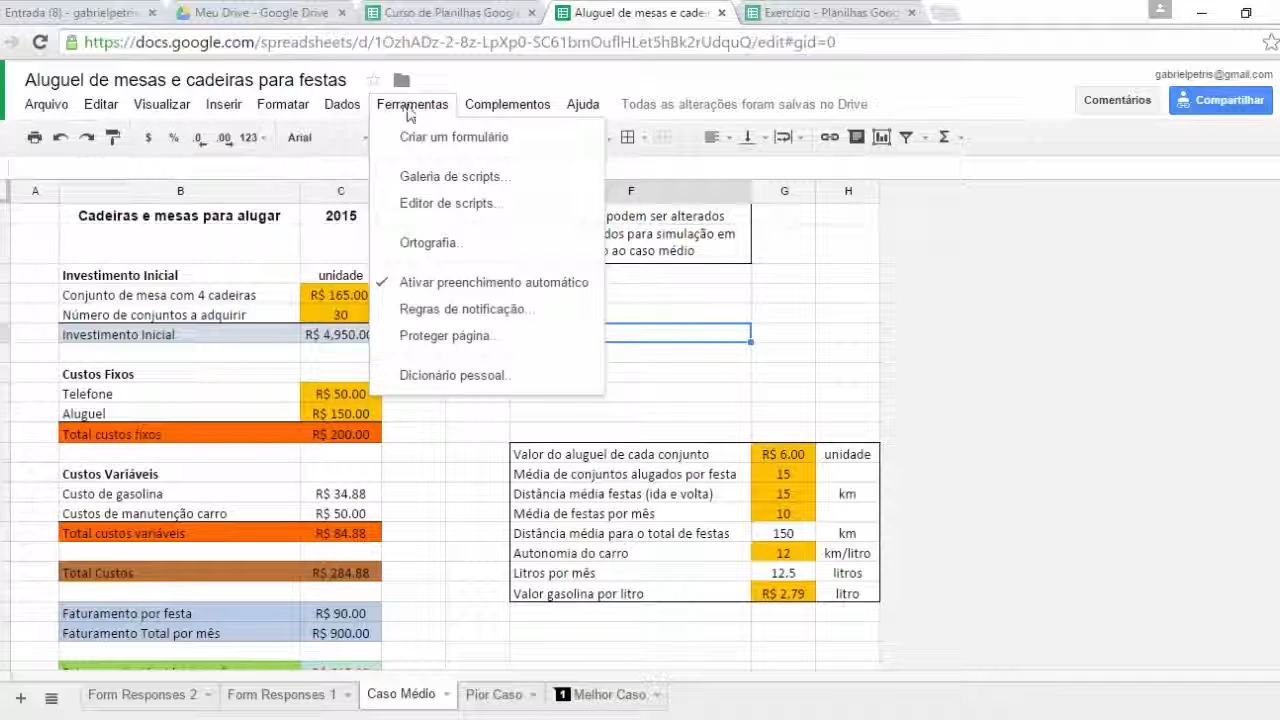 Entrada (8) - gabrielpetris
Meu Drive - Google Drive
Curso de Planilhas Google
Aluguel de mesas e cadei
Exercício - Planilhas Goo
https://docs.google.com/spreadsheets/d/1OzhADz-2-8z-LpXp0-SC61bmOuflHLet5hBk2rUdquQ/edit#gid=0
Aluguel de mesas e cadeiras para festas
gabrielpetris@gmail.com
Arquivo Editar Visualizar Inserir Formatar Dados Ferramentas Complementos Ajuda Todas as alterações foram salvas no Drive
Comentários Compartilhar
$ % .0 .00 123 Arial Σ
Criar um formulário
Galeria de scripts...
Editor de scripts...
Ortografia...
Ativar preenchimento automático
Regras de notificação...
Proteger página...
Dicionário pessoal...
A B C F G H
Cadeiras e mesas para alugar 2015
podem ser alterados
dos para simulação em
o ao caso médio
Investimento Inicial unidade
Conjunto de mesa com 4 cadeiras R$ 165.00
Número de conjuntos a adquirir 30
Investimento Inicial R$ 4,950.00
Custos Fixos
Telefone R$ 50.00
Aluguel R$ 150.00
Total custos fixos R$ 200.00
Custos Variáveis
Custo de gasolina R$ 34.88
Custos de manutenção carro R$ 50.00
Total custos variáveis R$ 84.88
Total Custos R$ 284.88
Faturamento por festa R$ 90.00
Faturamento Total por mês R$ 900.00
Valor do aluguel de cada conjunto R$ 6.00 unidade
Média de conjuntos alugados por festa 15
Distância média festas (ida e volta) 15 km
Média de festas por mês 10
Distância média para o total de festas 150 km
Autonomia do carro 12 km/litro
Litros por mês 12.5 litros
Valor gasolina por litro R$ 2.79 litro
Form Responses 2 Form Responses 1 Caso Médio Pior Caso 1 Melhor Caso